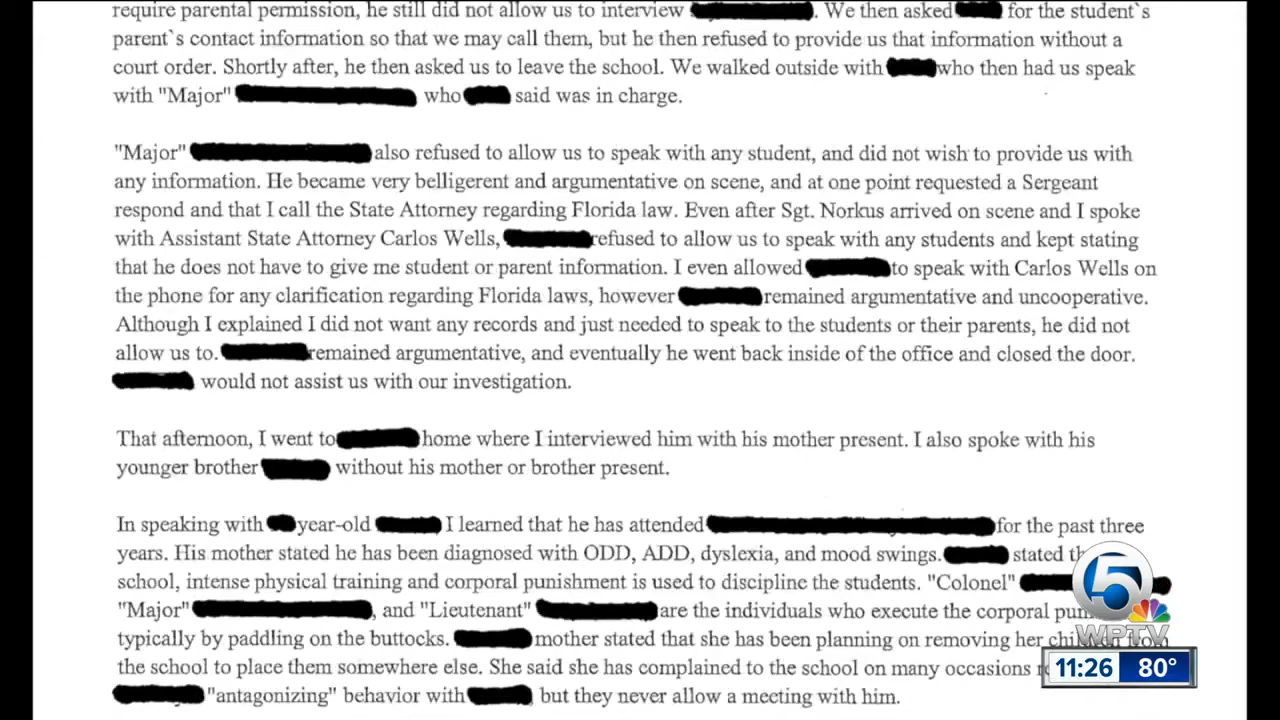 require parental permission, he still did not allow us to interview . We then asked for the student`s
parent`s contact information so that we may call them, but he then refused to provide us that information without a
court order. Shortly after, he then asked us to leave the school. We walked outside with who then had us speak
with "Major" who said was in charge.
"Major" also refused to allow us to speak with any student, and did not wish to provide us with
any information. He became very belligerent and argumentative on scene, and at one point requested a Sergeant
respond and that I call the State Attorney regarding Florida law. Even after Sgt. Norkus arrived on scene and I spoke
with Assistant State Attorney Carlos Wells, refused to allow us to speak with any students and kept stating
that he does not have to give me student or parent information. I even allowed to speak with Carlos Wells on
the phone for any clarification regarding Florida laws, however remained argumentative and uncooperative.
Although I explained I did not want any records and just needed to speak to the students or their parents, he did not
allow us to. remained argumentative, and eventually he went back inside of the office and closed the door.
would not assist us with our investigation.
That afternoon, I went to home where I interviewed him with his mother present. I also spoke with his
younger brother without his mother or brother present.
In speaking with year-old I learned that he has attended for the past three
years. His mother stated he has been diagnosed with ODD, ADD, dyslexia, and mood swings. stated
school, intense physical training and corporal punishment is used to discipline the students. "Colonel"
"Major" , and "Lieutenant" are the individuals who execute the corporal
typically by paddling on the buttocks. mother stated that she has been planning on removing her
the school to place them somewhere else. She said she has complained to the school on many occasions
"antagonizing" behavior with but they never allow a meeting with him.
5
WPTV
11:26 80°